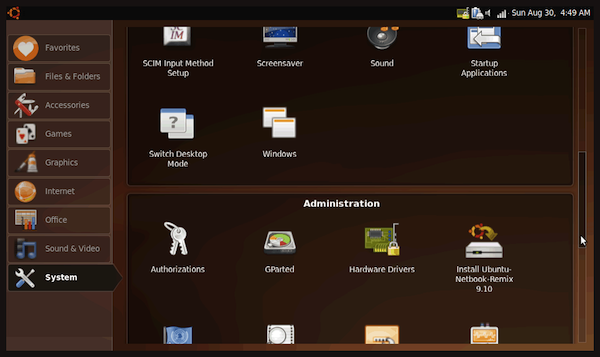 Sun Aug 30, 4:49 AM
Favorites
Files & Folders
Accessories
Games
Graphics
Internet
Office
Sound & Video
System
IM
SCIM Input Method
Setup
Screensaver
Sound
Startup
Applications
?
Switch Desktop
Mode
Windows
Administration
Authorizations
GParted
Hardware Drivers
Install Ubuntu-
Netbook-Remix
9.10